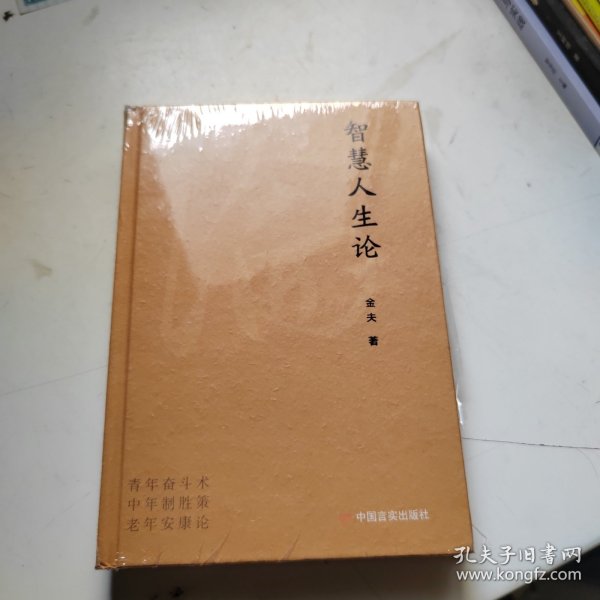 智慧人生论
金夫 著
青年奋斗术
中年制胜策
老年安康论
中国言实出版社
孔夫子旧书网
www.kongfz.com